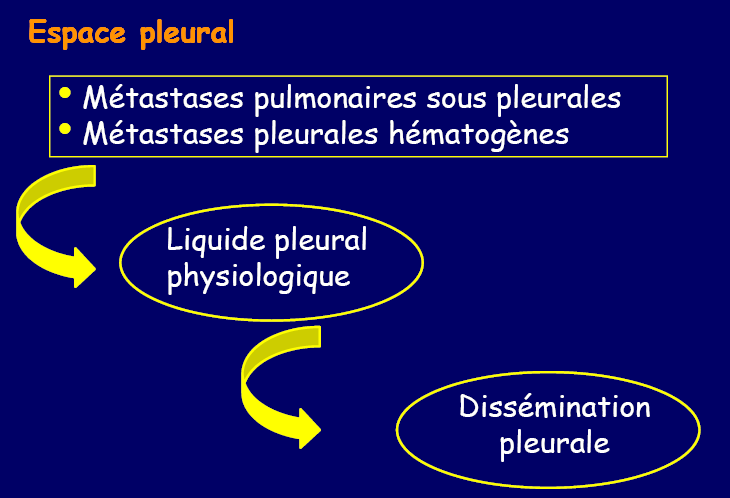 Espace pleural
• Métastases pulmonaires sous pleurales
• Métastases pleurales hématogènes
Liquide pleural
physiologique
Dissémination
pleurale